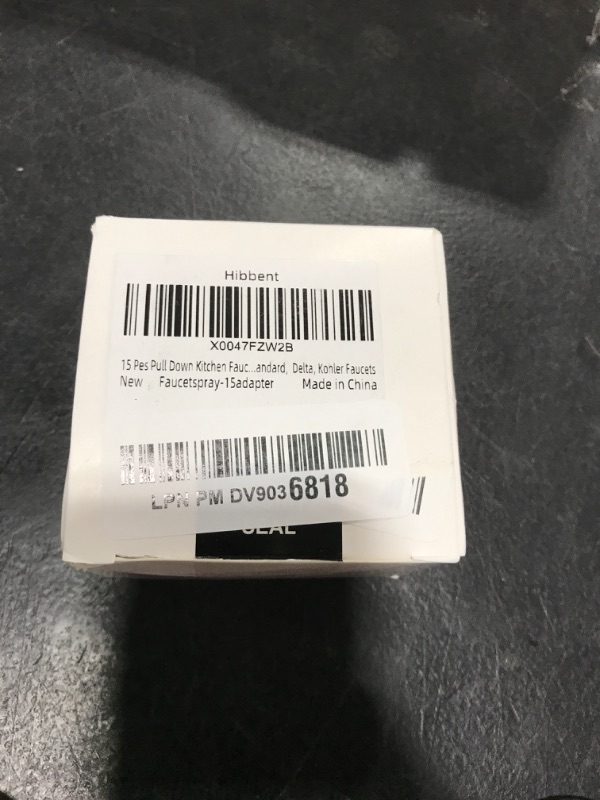 Hibbent
X0047FZW2B
15 Pes Pull Down Kitchen Fauc...andard, Delta, Kohler Faucets
New Faucetspray-15adapter Made in China
LPN PM DV9036818